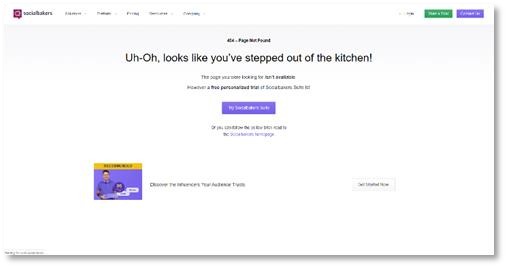 socialbakers
Solutions Platform Pricing Resources Company Login Book a Tour Contact Us
404 – Page Not Found
Uh-Oh, looks like you've stepped out of the kitchen!
The page you were looking for isn't available
However a free personalized trial of Socialbakers Suite is!
Try Socialbakers Suite
Or you can follow the yellow brick road to
the Socialbakers homepage.
RECOMMENDED
Discover the Influencers Your Audience Trusts
Get Started Now